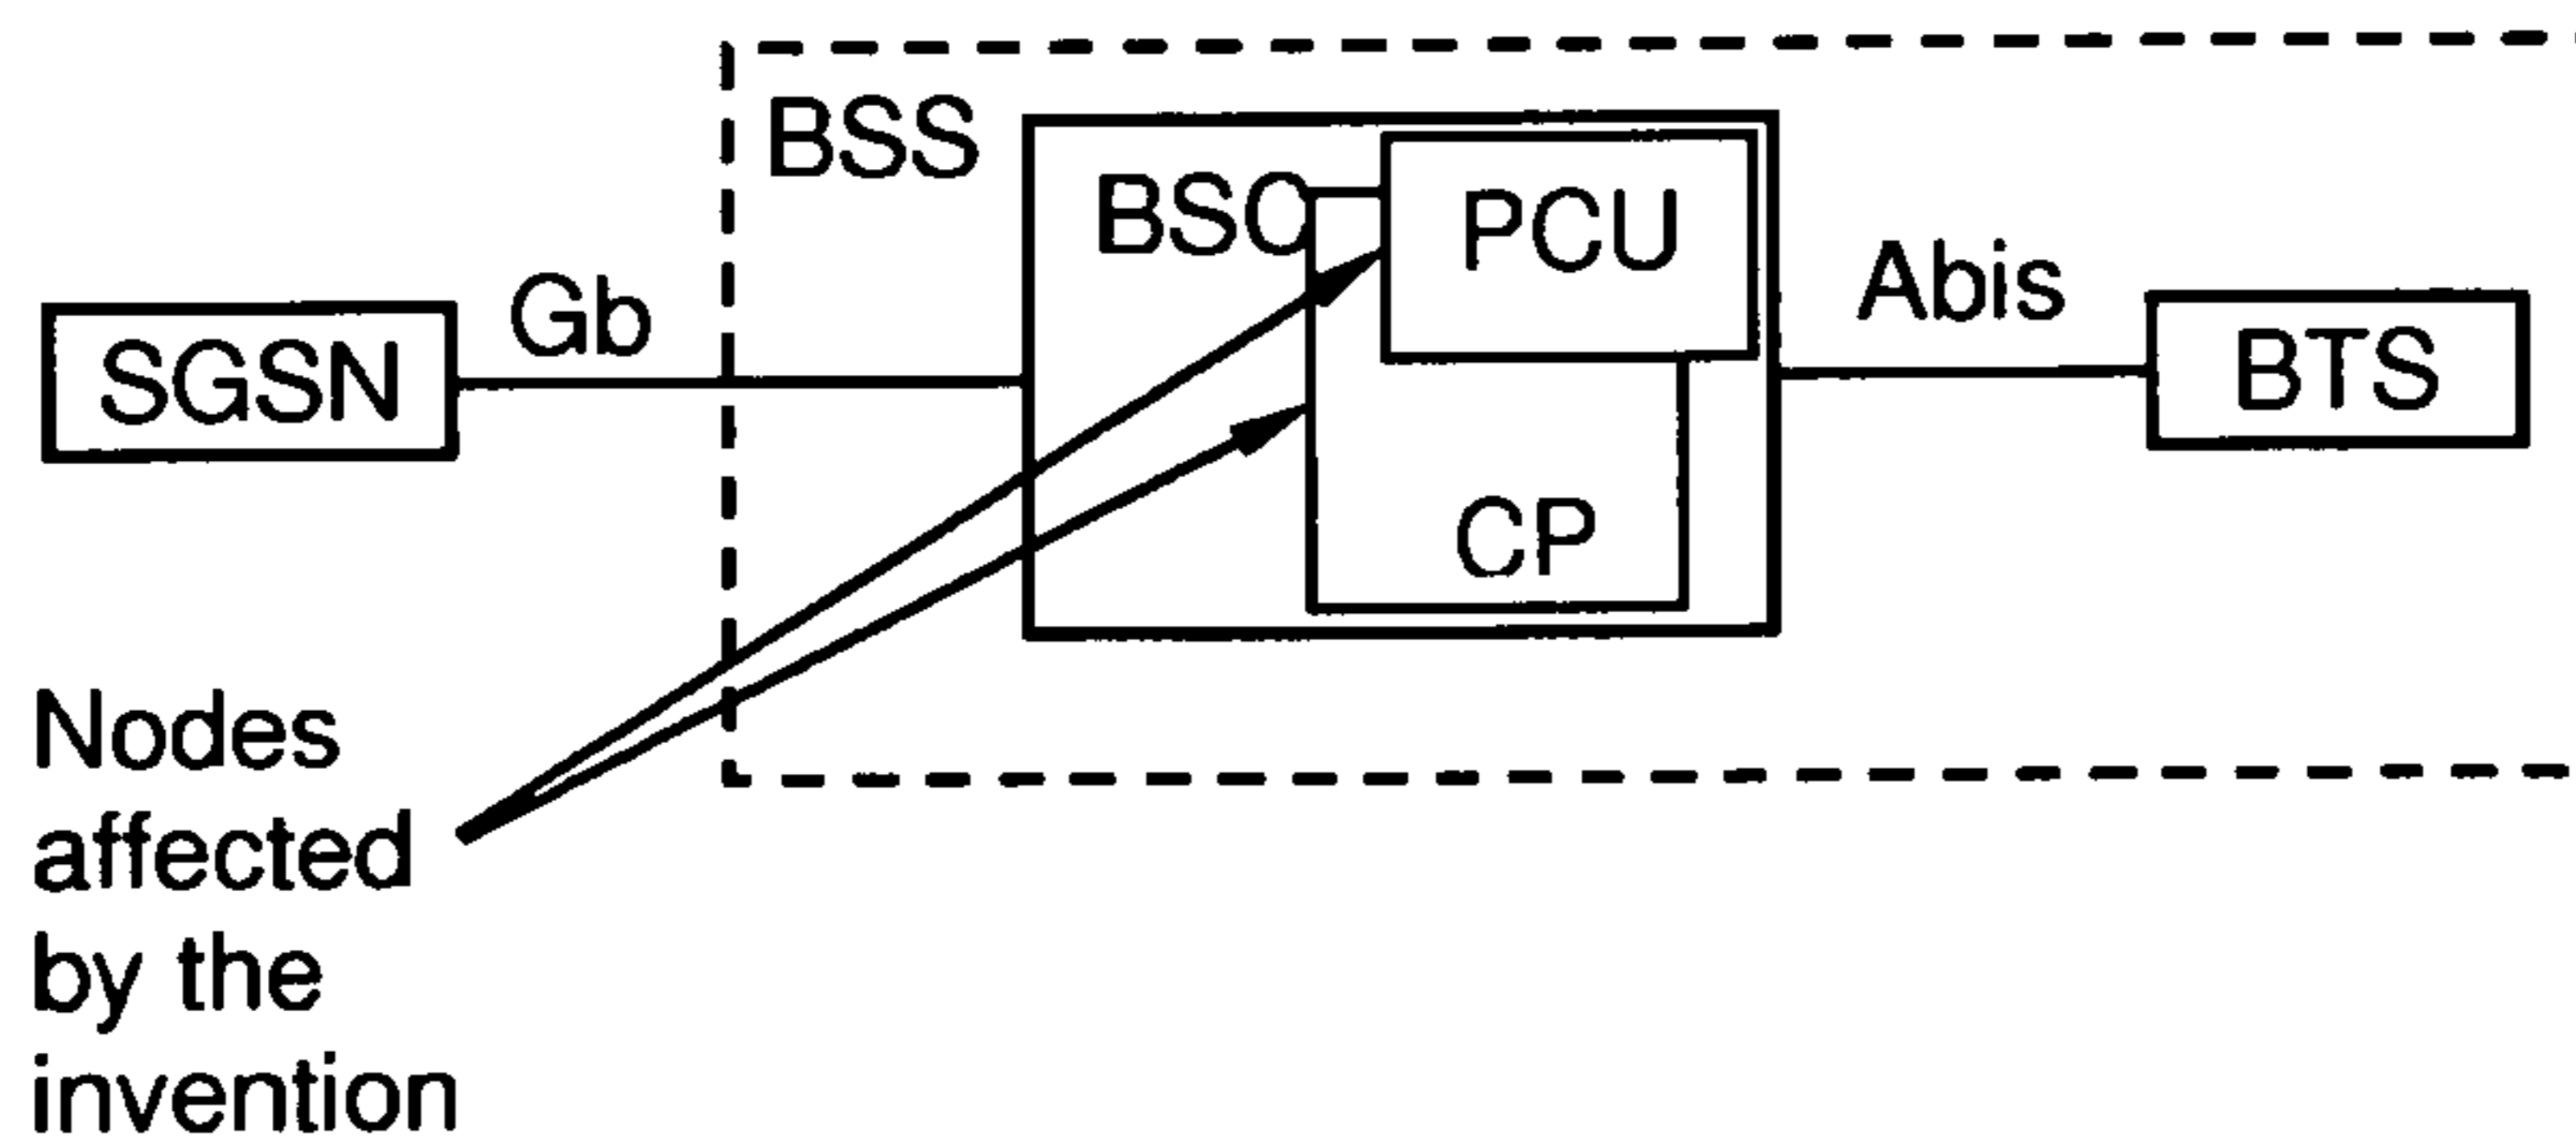 BSS
BSC
PCU
Gb
Abis
SGSN
BTS
CP
Nodes
affected
by the
invention